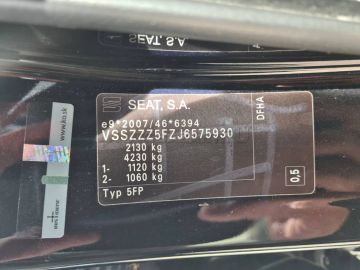 SEAT, S.A.
e9*2007/46*6394
VSSZZZ5FZJ6575930
2130 kg
4230 kg
1- 1120 kg
2- 1060 kg
Typ 5FP
DFHA
0,5
www.ko.sk